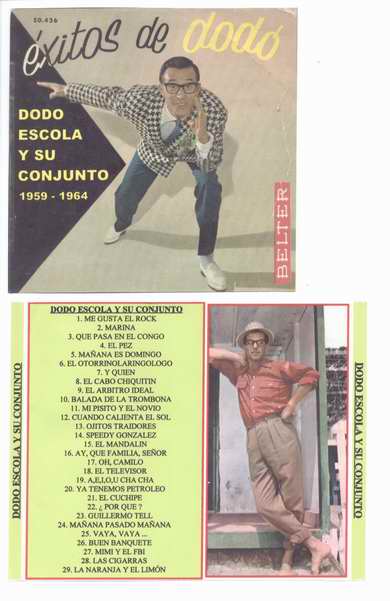 50.436
éxitos de dodó
DODO
ESCOLA
Y SU
CONJUNTO
1959 - 1964
BELTER
DODO ESCOLA Y SU CONJUNTO
DODO ESCOLA Y SU CONJUNTO
1. ME GUSTA EL ROCK
2. MARINA
3. QUE PASA EN EL CONGO
4. EL PEZ
5. MAÑANA ES DOMINGO
6. EL OTORRINOLARINGOLOGO
7. Y QUIEN
8. EL CABO CHIQUITIN
9. EL ARBITRO IDEAL
10. BALADA DE LA TROMBONA
11. MI PISITO Y EL NOVIO
12. CUANDO CALIENTA EL SOL
13. OJITOS TRAIDORES
14. SPEEDY GONZALEZ
15. EL MANDALIN
16. AY, QUE FAMILIA, SEÑOR
17. OH, CAMILO
18. EL TELEVISOR
19. A,E,I,O,U CHA CHA
20. YA TENEMOS PETROLEO
21. EL CUCHIPE
22. ¿ POR QUE ?
23. GUILLERMO TELL
24. MAÑANA PASADO MAÑANA
25. VAYA, VAYA ...
26. BUEN BANQUETE
27. MIMI Y EL FBI
28. LAS CIGARRAS
29. LA NARANJA Y EL LIMÓN
DODO ESCOLA Y SU CONJUNTO